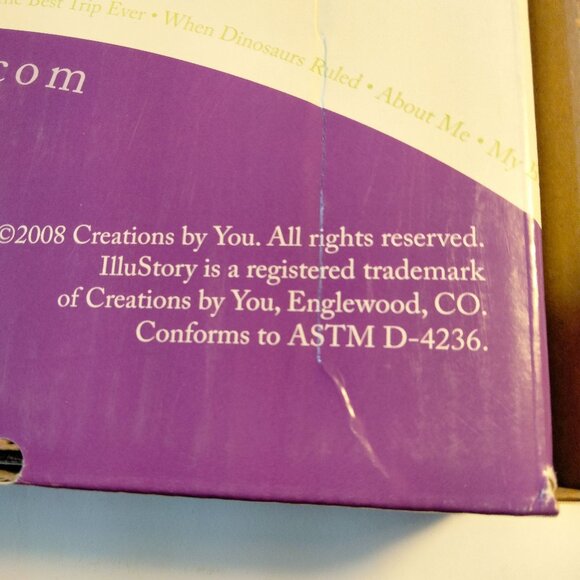 the Best Trip Ever • When Dinosaurs Ruled • About Me • My
com
©2008 Creations by You. All rights reserved.
IlluStory is a registered trademark
of Creations by You, Englewood, CO.
Conforms to ASTM D-4236.